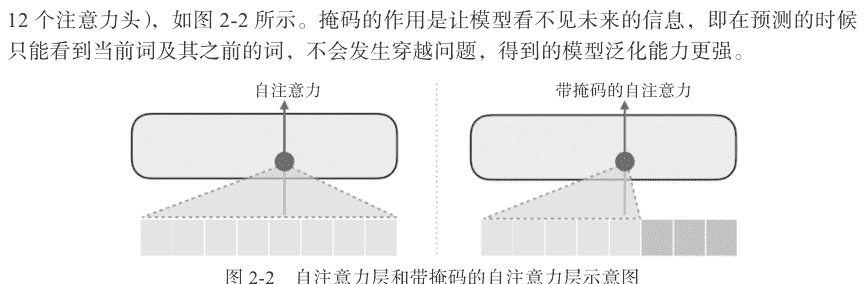 12 个注意力头），如图 2-2 所示。掩码的作用是让模型看不见未来的信息，即在预测的时候
只能看到当前词及其之前的词，不会发生穿越问题，得到的模型泛化能力更强。
自注意力
带掩码的自注意力
图 2-2 自注意力层和带掩码的自注意力层示意图